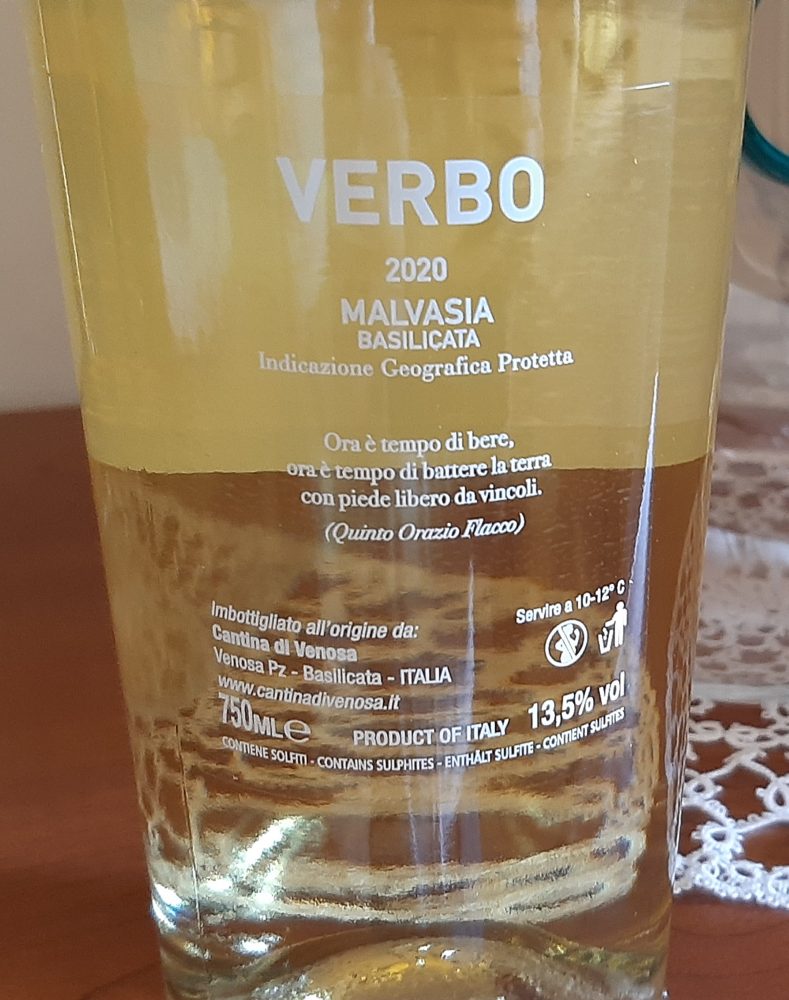 VERBO
2020
MALVASIA
BASILICATA
Indicazione Geografica Protetta
Ora è tempo di bere,
ora è tempo di battere la terra
con piede libero da vincoli.
(Quinto Orazio Flacco)
Servire a 10-12° C
Imbottigliato all'origine da:
Cantina di Venosa
Venosa Pz - Basilicata - ITALIA
www.cantinadivenosa.it
750ML e PRODUCT OF ITALY 13,5% vol
CONTIENE SOLFITI - CONTAINS SULPHITES - ENTHÄLT SULFITE - CONTIENT SULFITES